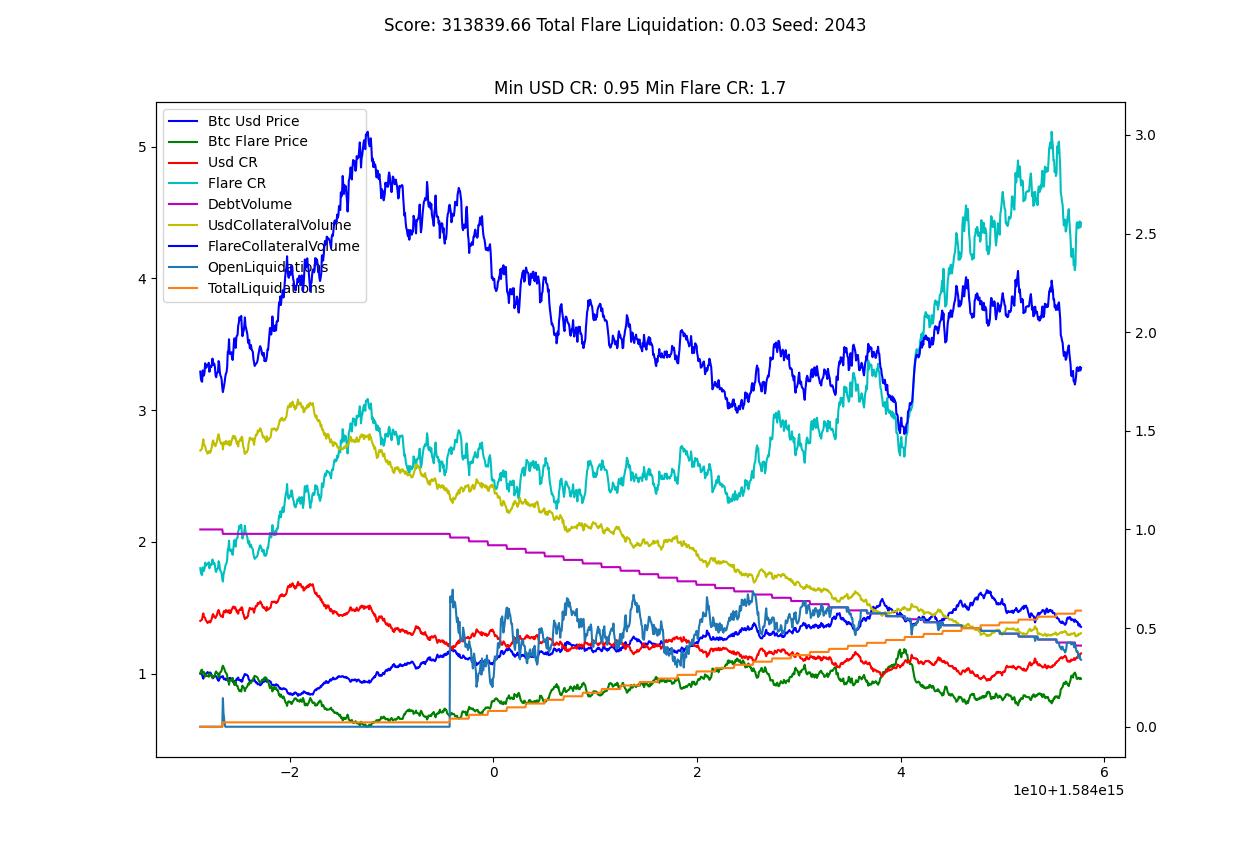 Score: 313839.66 Total Flare Liquidation: 0.03 Seed: 2043
Min USD CR: 0.95 Min Flare CR: 1.7
Btc Usd Price
Btc Flare Price
Usd CR
Flare CR
DebtVolume
UsdCollateralVolume
FlareCollateralVolume
OpenLiquidations
TotalLiquidations
5
4
3
2
1
3.0
2.5
2.0
1.5
1.0
0.5
0.0
−2
0
2
4
6
1e10+1.584e15